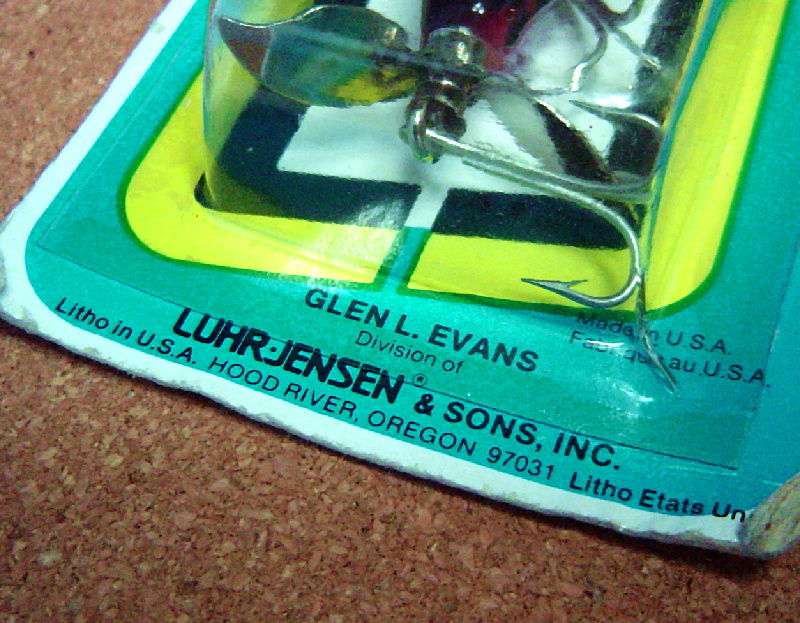 GLEN L. EVANS
Division of
LUHR-JENSEN® & SONS, INC.
Litho in U.S.A. HOOD RIVER, OREGON 97031 Litho Etats Un
Made in U.S.A.
Fabriqué au U.S.A.